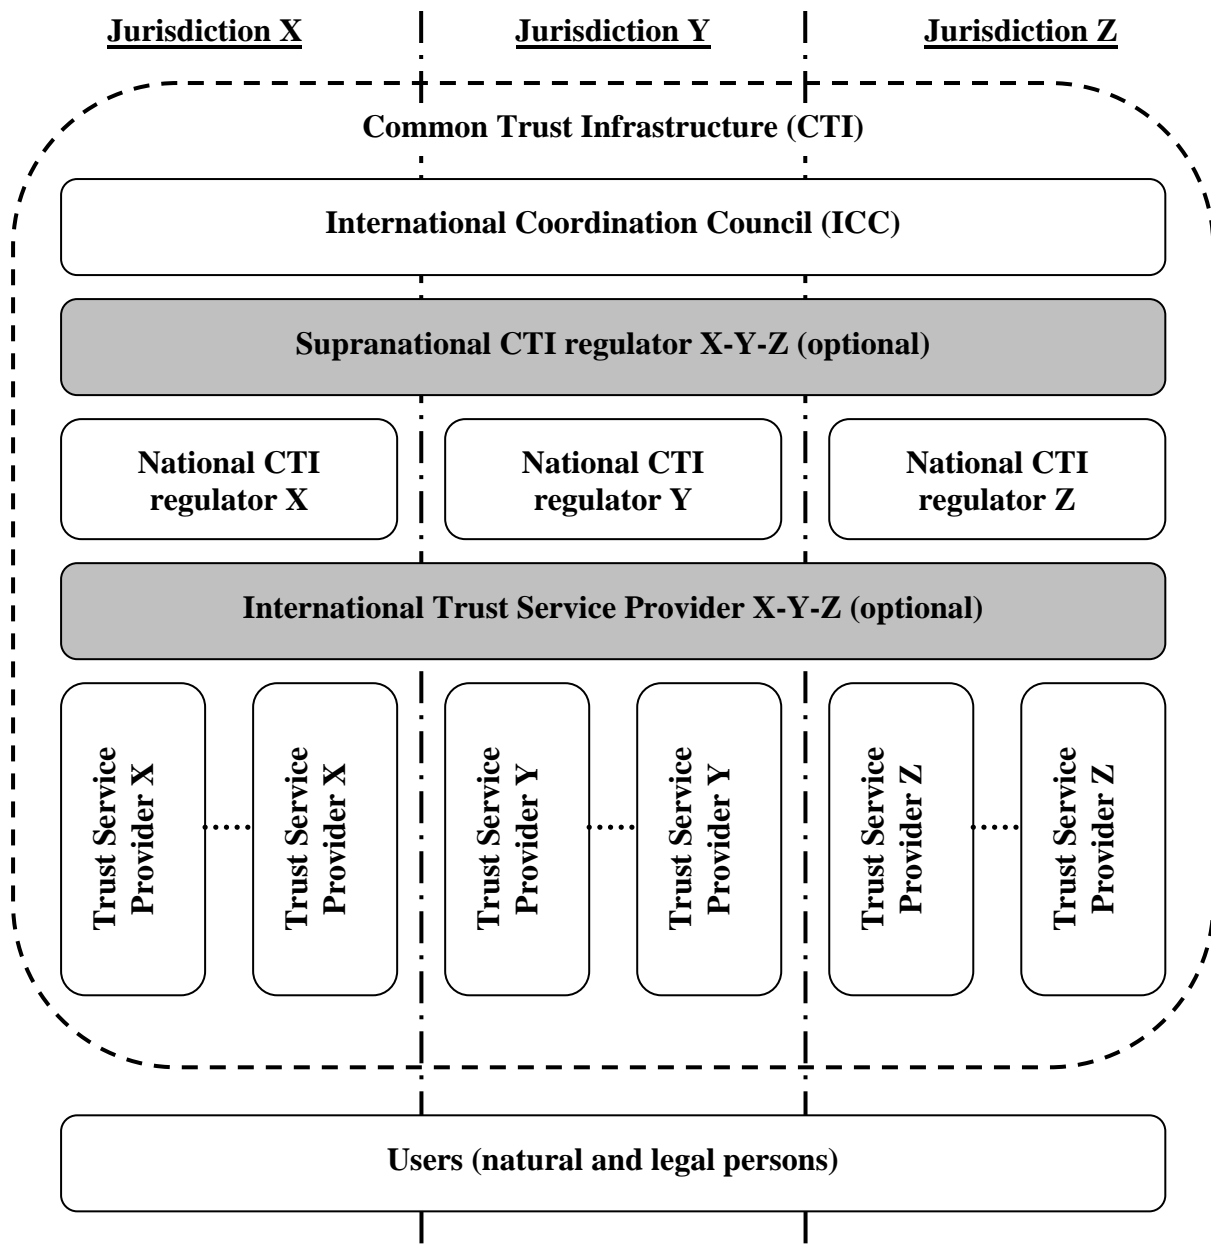 Jurisdiction X
Jurisdiction Y
Jurisdiction Z
Common Trust Infrastructure (CTI)
International Coordination Council (ICC)
Supranational CTI regulator X-Y-Z (optional)
National CTI
regulator X
National CTI
regulator Y
National CTI
regulator Z
International Trust Service Provider X-Y-Z (optional)
Trust Service
Provider X
Trust Service
Provider X
Trust Service
Provider Y
Trust Service
Provider Y
Trust Service
Provider Z
Trust Service
Provider Z
Users (natural and legal persons)